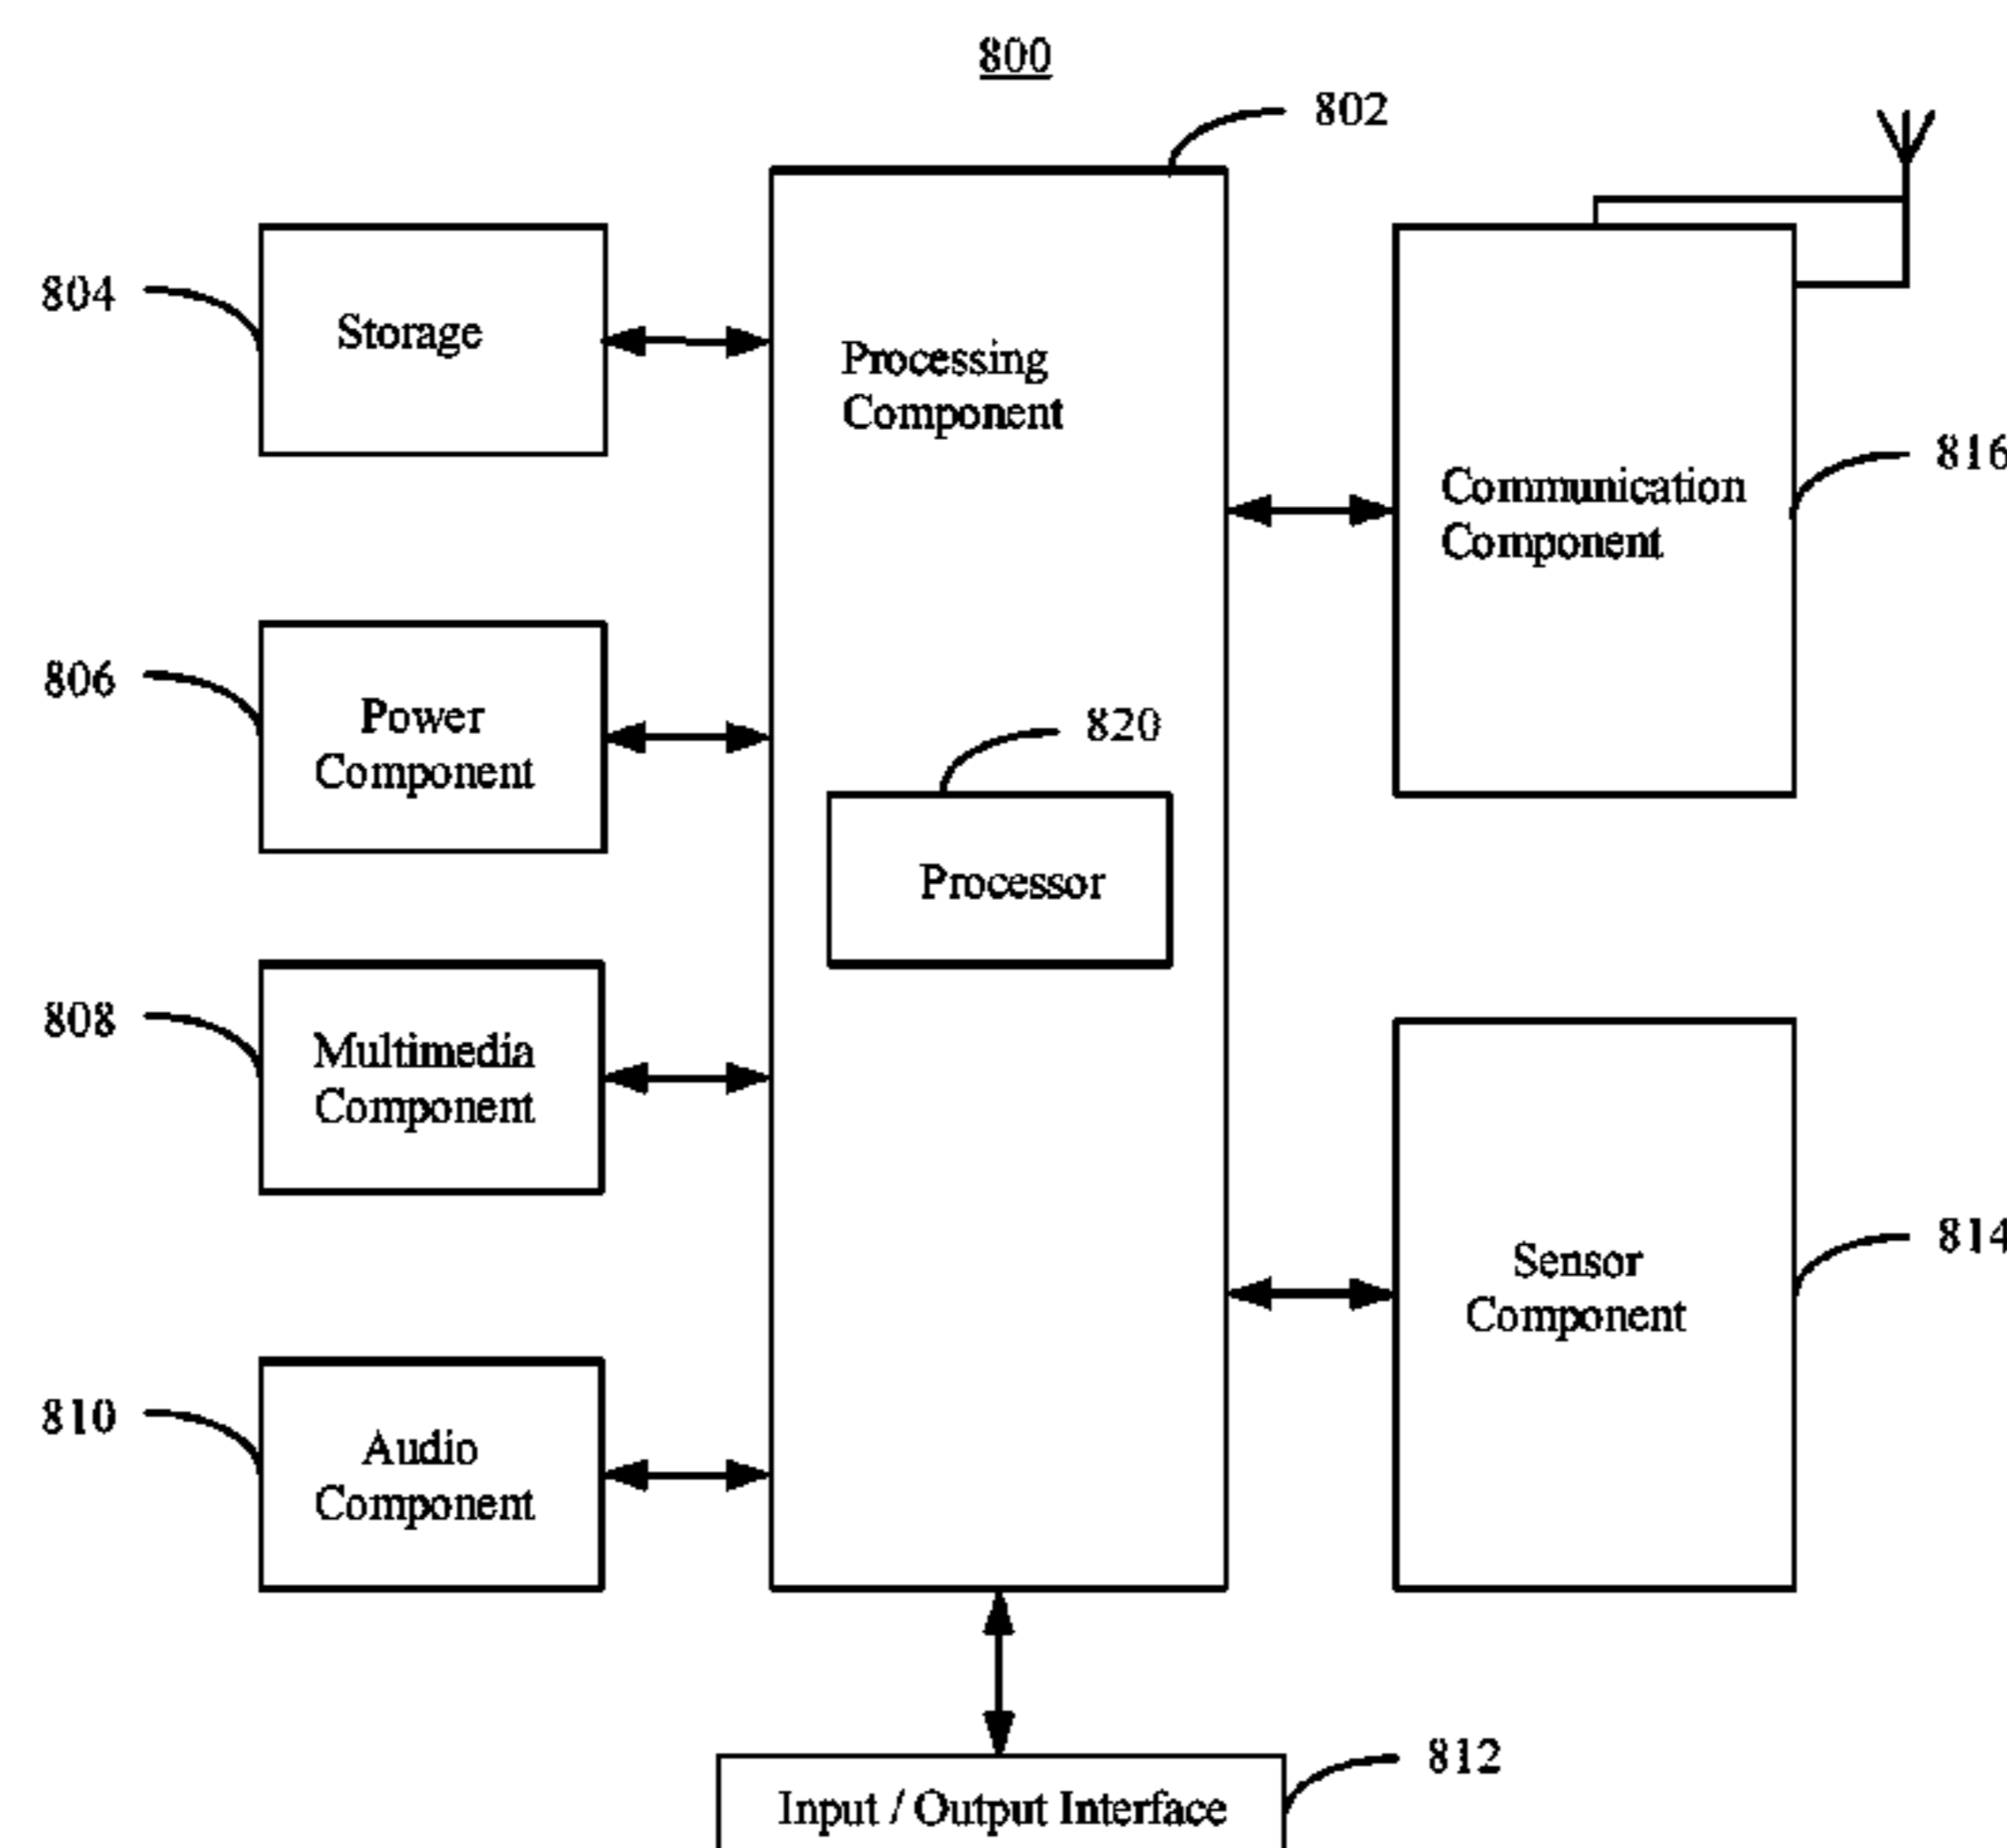 800
802
804
Storage
Processing
Component
Communication
Component
816
806
Power
Component
820
Processor
808
Multimedia
Component
814
Sensor
Component
810
Audio
Component
812
Input / Output Interface